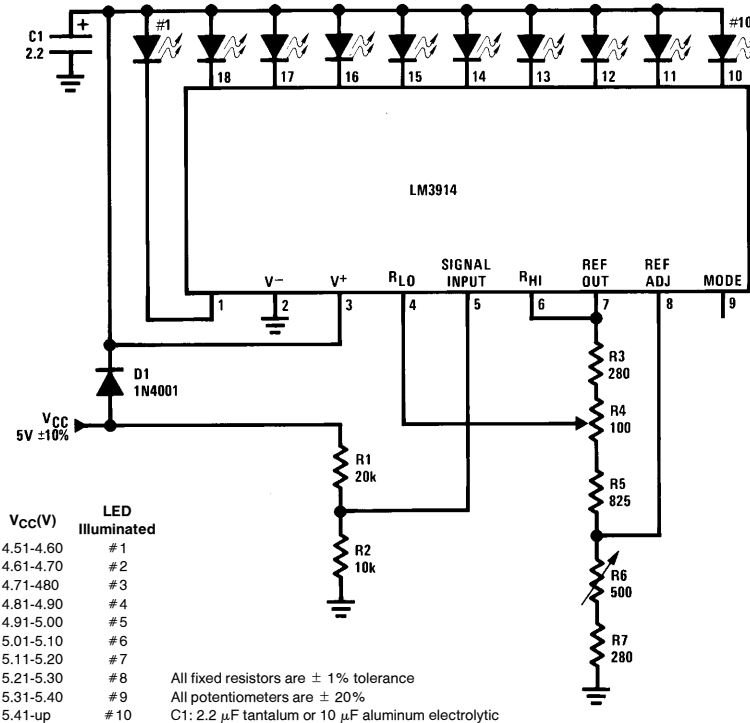 #1
#10
C1
+
2.2
18 17 16 15 14 13 12 11 10
LM3914
V− V+ RLO SIGNAL INPUT RHI REF OUT REF ADJ MODE
1 2 3 4 5 6 7 8 9
D1
1N4001
VCC
5V ±10%
R1
20k
R2
10k
R3
280
R4
100
R5
825
R6
500
R7
280
VCC(V) LED Illuminated
4.51-4.60 #1
4.61-4.70 #2
4.71-480 #3
4.81-4.90 #4
4.91-5.00 #5
5.01-5.10 #6
5.11-5.20 #7
5.21-5.30 #8
5.31-5.40 #9
5.41-up #10
All fixed resistors are ± 1% tolerance
All potentiometers are ± 20%
C1: 2.2 μF tantalum or 10 μF aluminum electrolytic